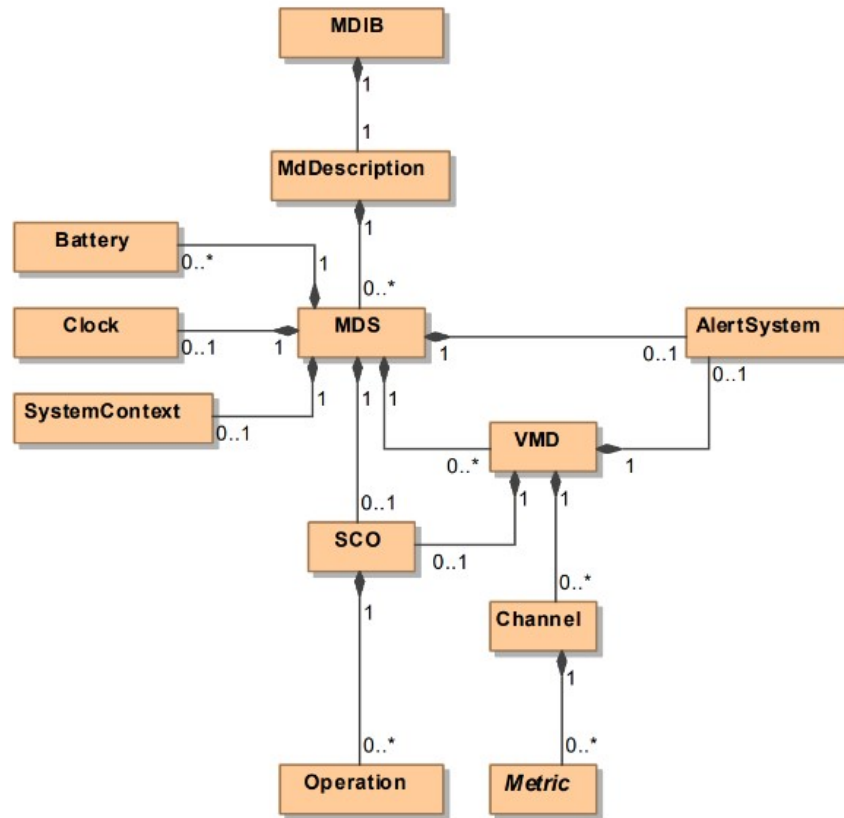 MDIB
1
1
MdDescription
1
0..*
Battery
0..*
1
Clock
0..1
1
MDS
1
0..1
AlertSystem
0..1
SystemContext
0..1
1
1
1
0..*
VMD
1
1
1
0..1
SCO
0..1
1
0..*
Channel
1
0..*
Operation
0..*
Metric